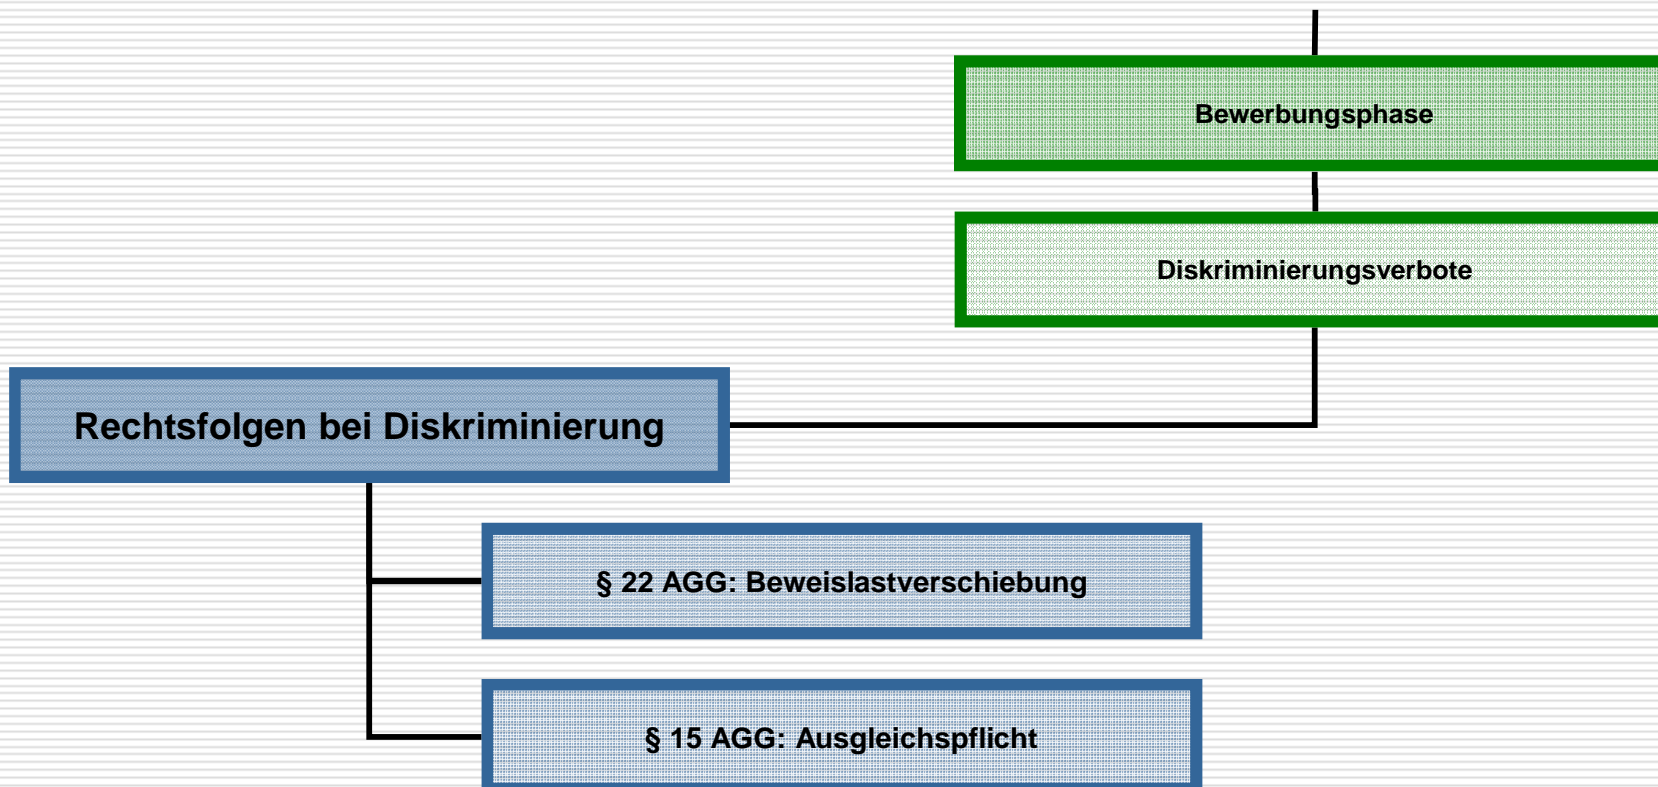 Bewerbungsphase
Diskriminierungsverbote
Rechtsfolgen bei Diskriminierung
§ 22 AGG: Beweislastverschiebung
§ 15 AGG: Ausgleichspflicht